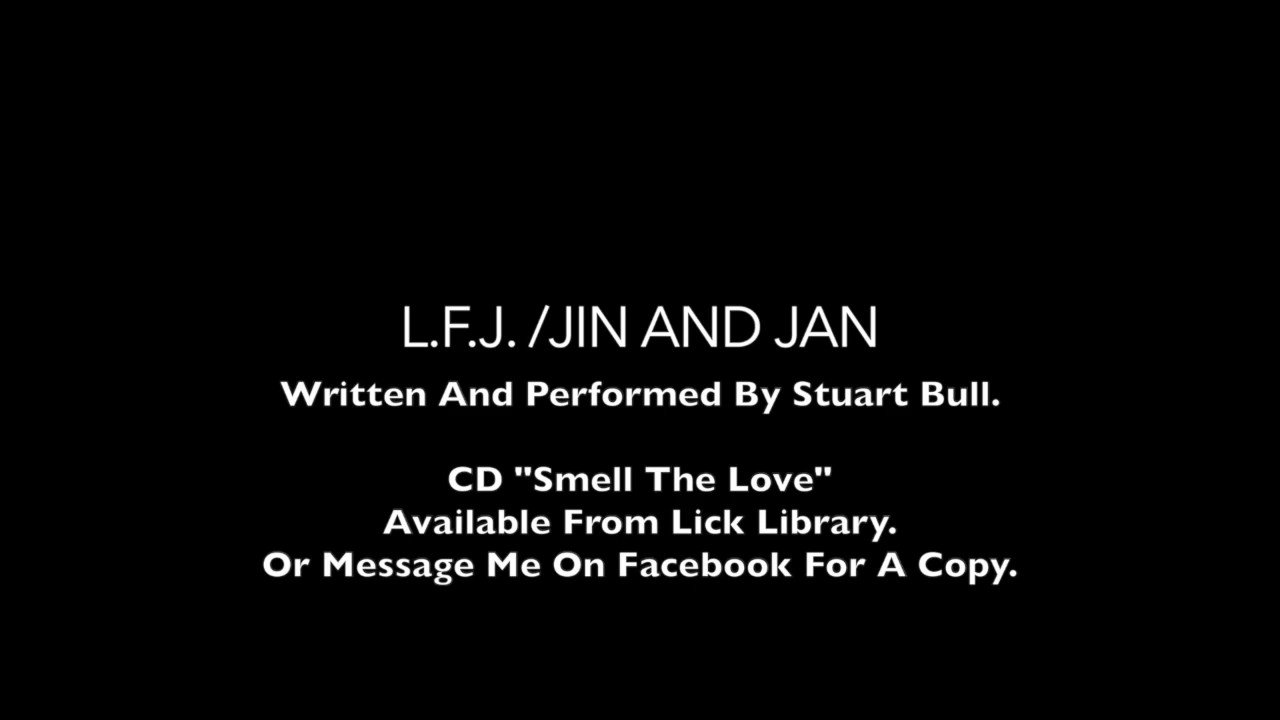 L.F.J. /JIN AND JAN
Written And Performed By Stuart Bull.
CD "Smell The Love"
Available From Lick Library.
Or Message Me On Facebook For A Copy.